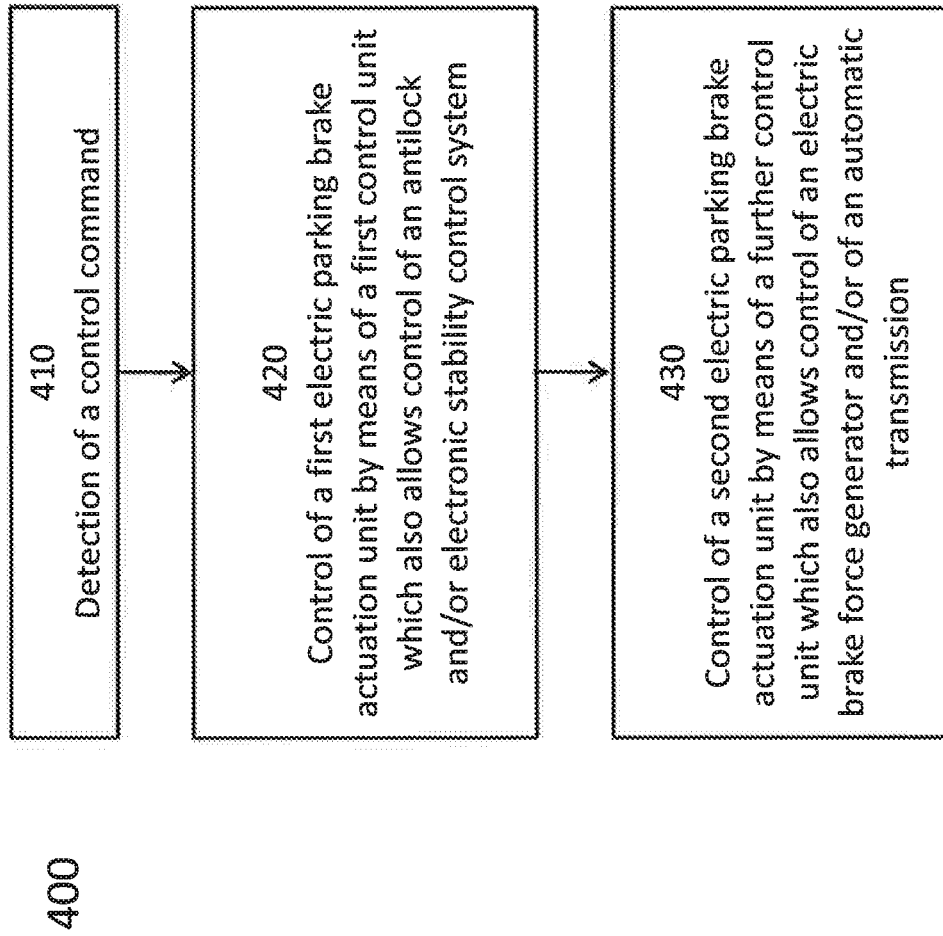 400
410
Detection of a control command
420
Control of a first electric parking brake
actuation unit by means of a first control unit
which also allows control of an antilock
and/or electronic stability control system
430
Control of a second electric parking brake
actuation unit by means of a further control
unit which also allows control of an electric
brake force generator and/or of an automatic
transmission